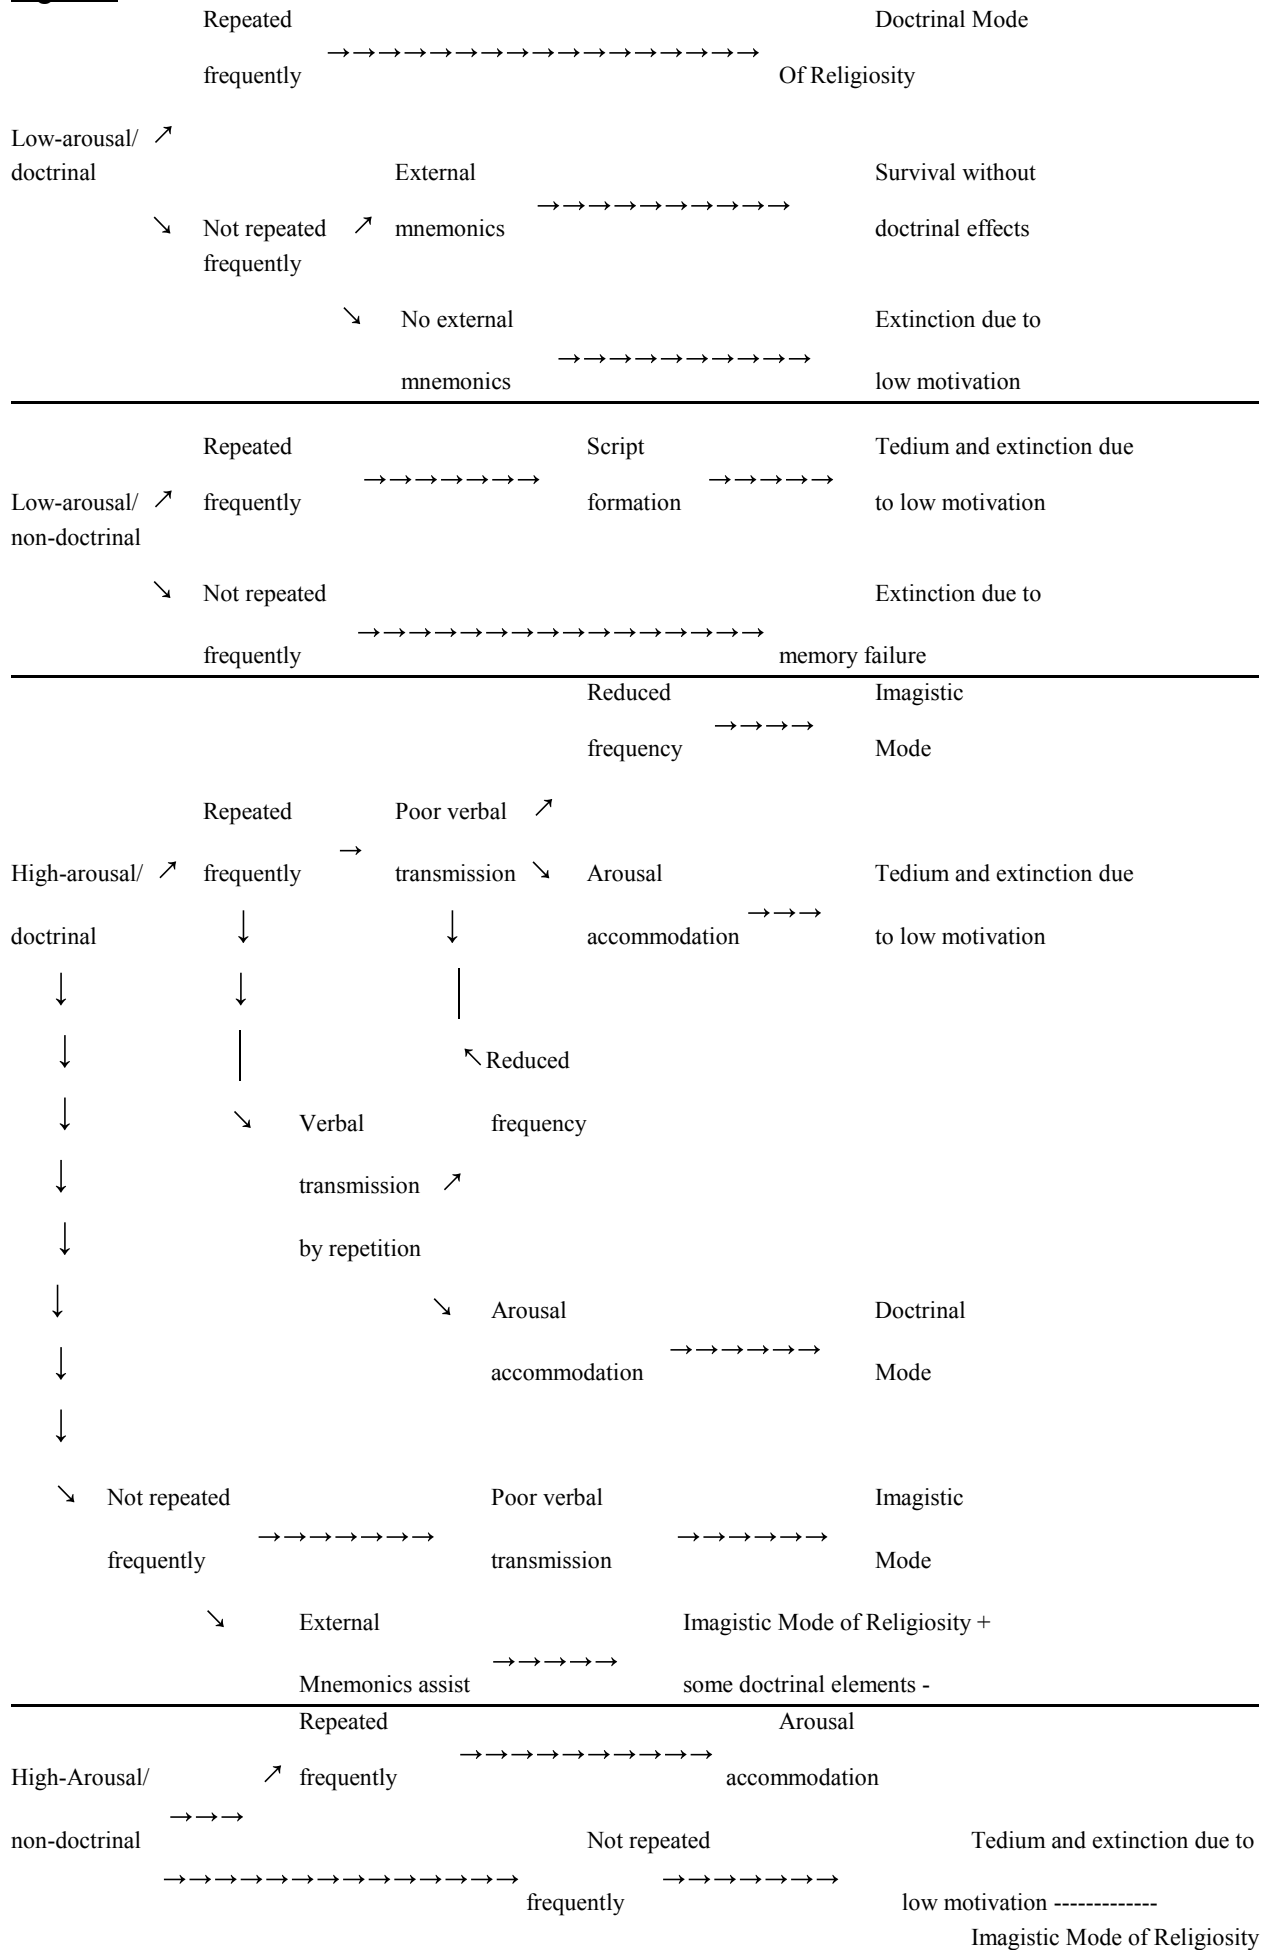 Repeated Doctrinal Mode
→→→→→→→→→→→→→→→→→
frequently Of Religiosity
Low-arousal/ ↗
doctrinal External Survival without
→→→→→→→→→→
↘ Not repeated ↗ mnemonics doctrinal effects
frequently
↘ No external Extinction due to
→→→→→→→→→→
mnemonics low motivation
Repeated Script Tedium and extinction due
→→→→→→→ →→→→→
Low-arousal/ ↗ frequently formation to low motivation
non-doctrinal
↘ Not repeated Extinction due to
→→→→→→→→→→→→→→→→
frequently memory failure
Reduced Imagistic
→→→→
frequency Mode
Repeated Poor verbal ↗
→
High-arousal/ ↗ frequently transmission ↘ Arousal Tedium and extinction due
→→→
doctrinal ↓ ↓ accommodation to low motivation
↓ ↓ |
↓ | ↖ Reduced
↓ ↘ Verbal frequency
↓ transmission ↗
↓ by repetition
↓ ↘ Arousal Doctrinal
→→→→→→
↓ accommodation Mode
↓
↘ Not repeated Poor verbal Imagistic
→→→→→→→ →→→→→→
frequently transmission Mode
↘ External Imagistic Mode of Religiosity +
→→→→→
Mnemonics assist some doctrinal elements -
Repeated Arousal
→→→→→→→→→→
High-Arousal/ ↗ frequently accommodation
→→→
non-doctrinal Not repeated Tedium and extinction due to
→→→→→→→→→→→→→→ →→→→→→→
frequently low motivation -------------
Imagistic Mode of Religiosity